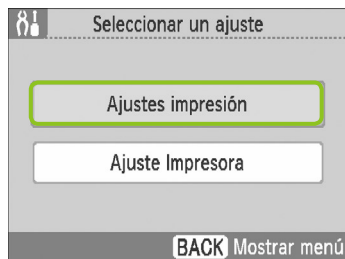 Seleccionar un ajuste
Ajustes impresión
Ajuste Impresora
BACK Mostrar menú